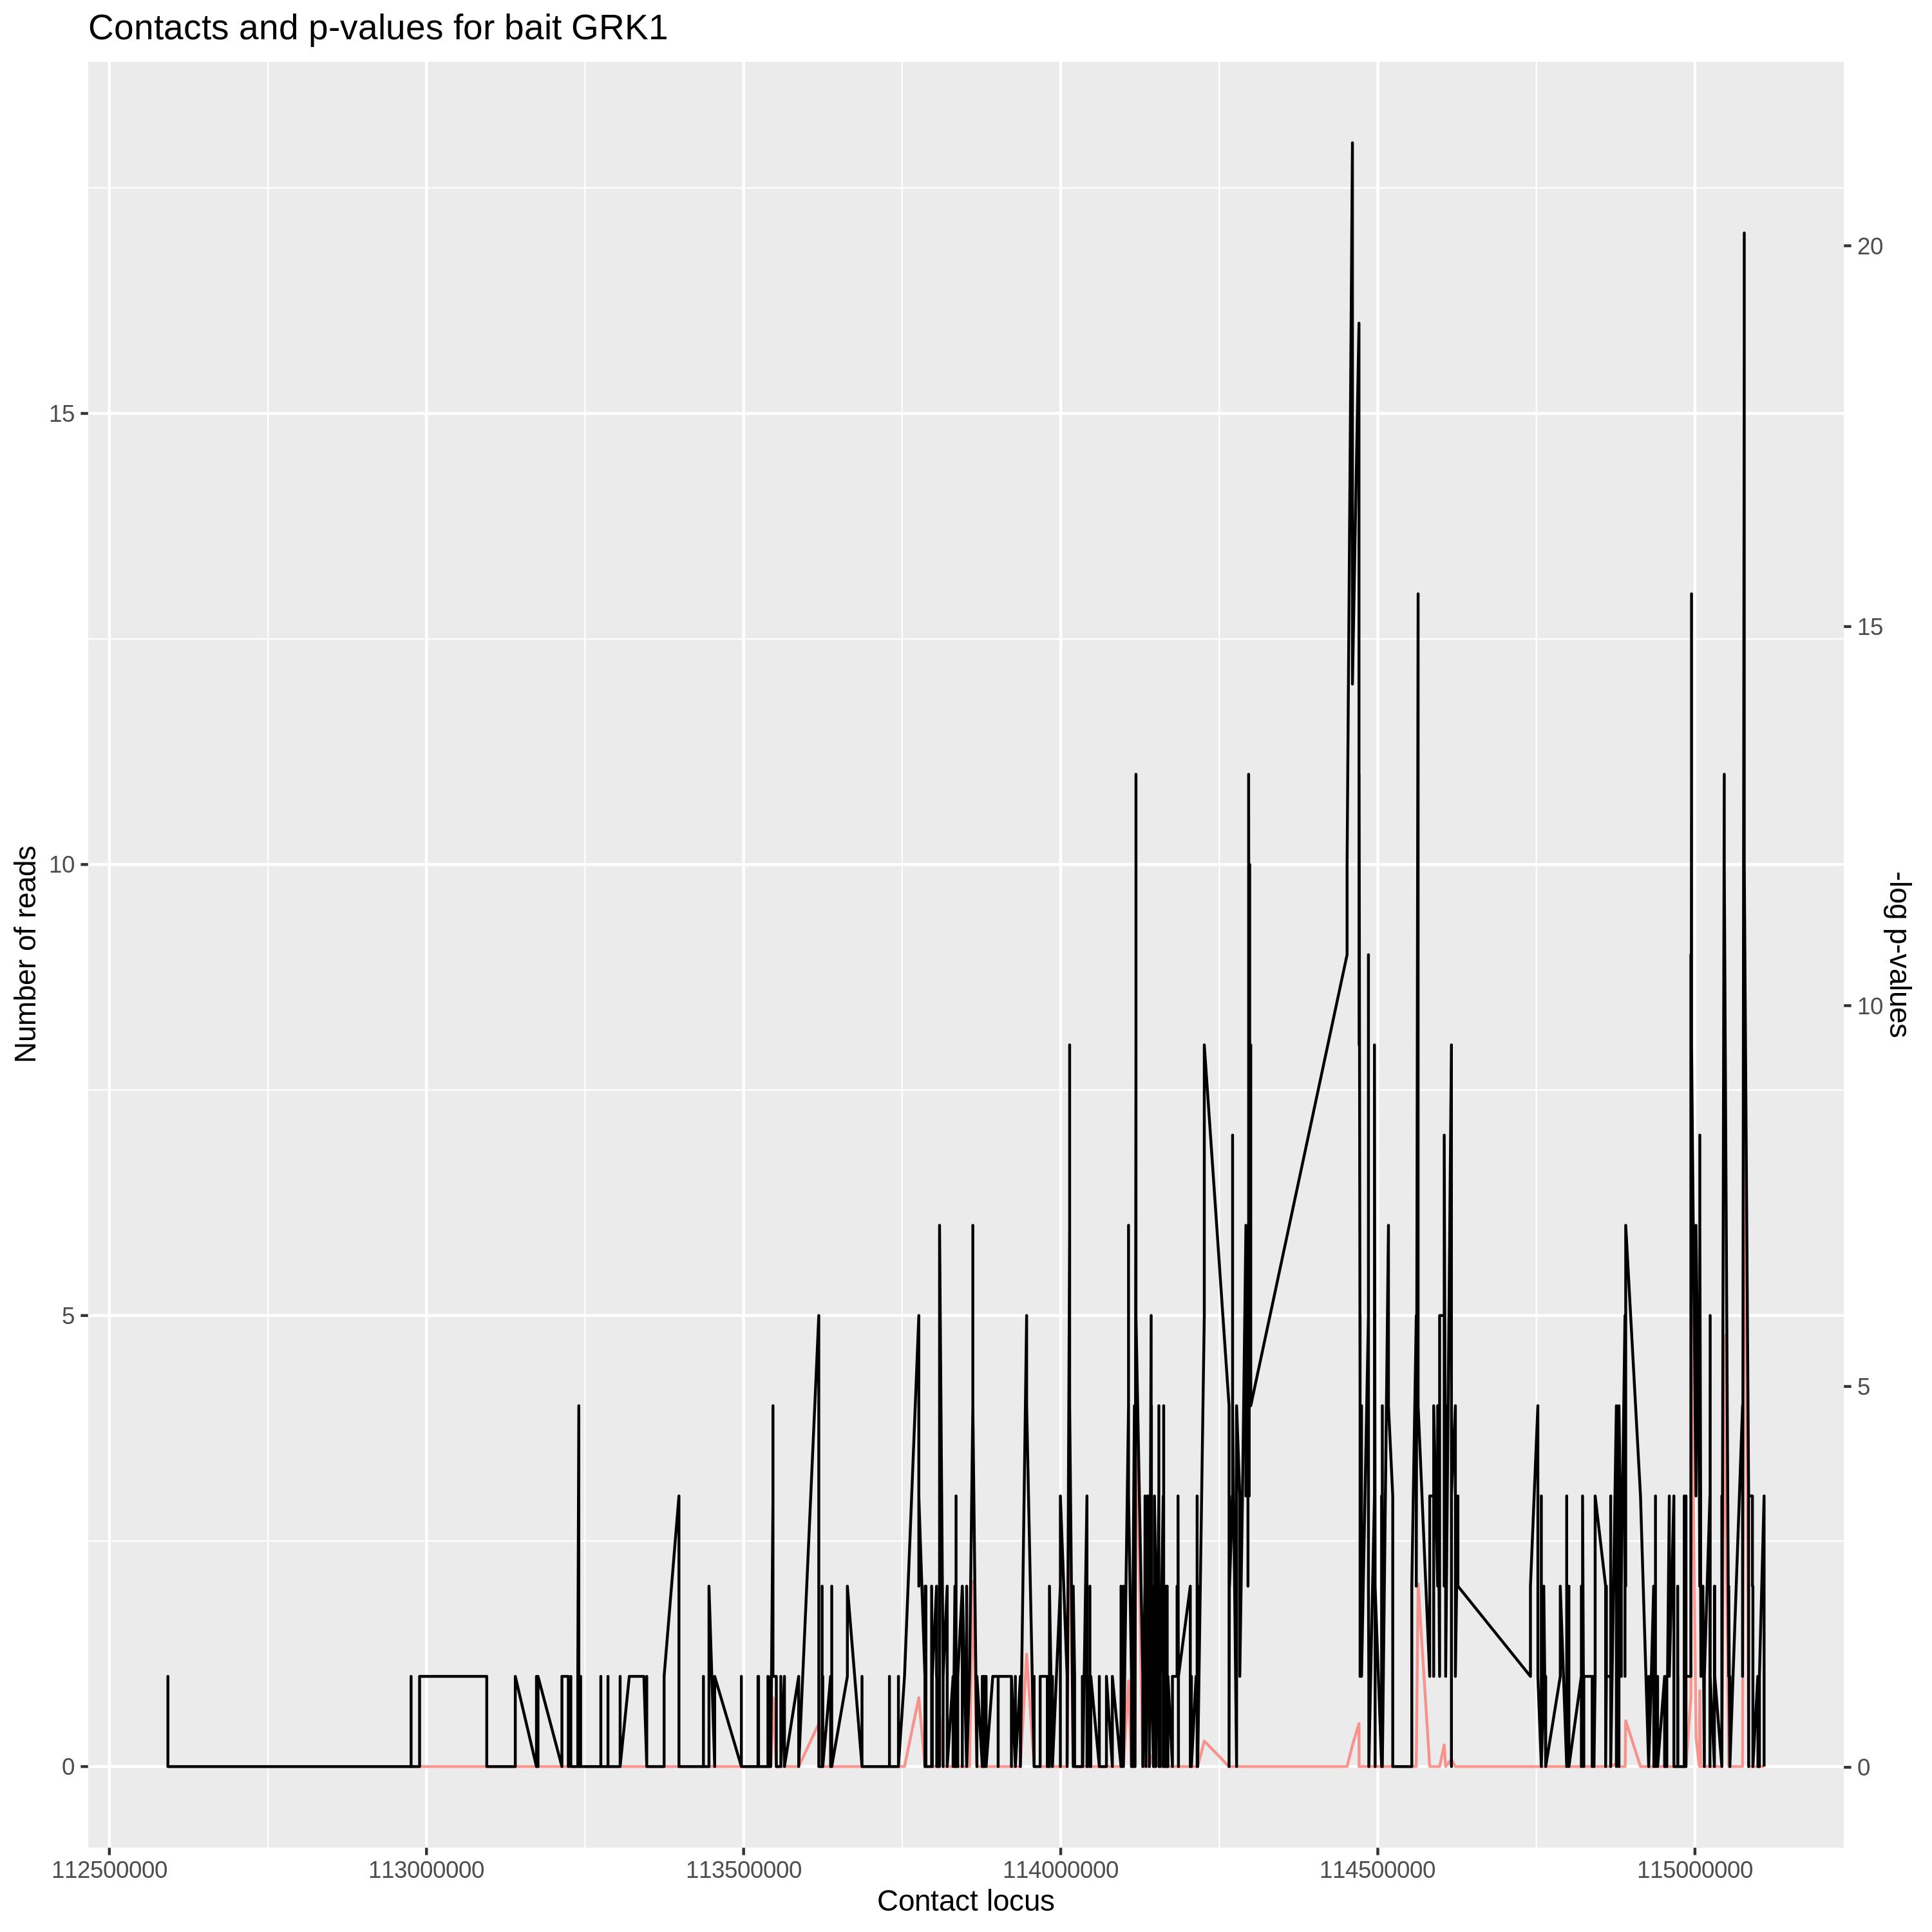 Contacts and p-values for bait GRK1
15
10
5
0
Number of reads
20
15
10
5
0
-log p-values
112500000 113000000 113500000 114000000 114500000 115000000
Contact locus